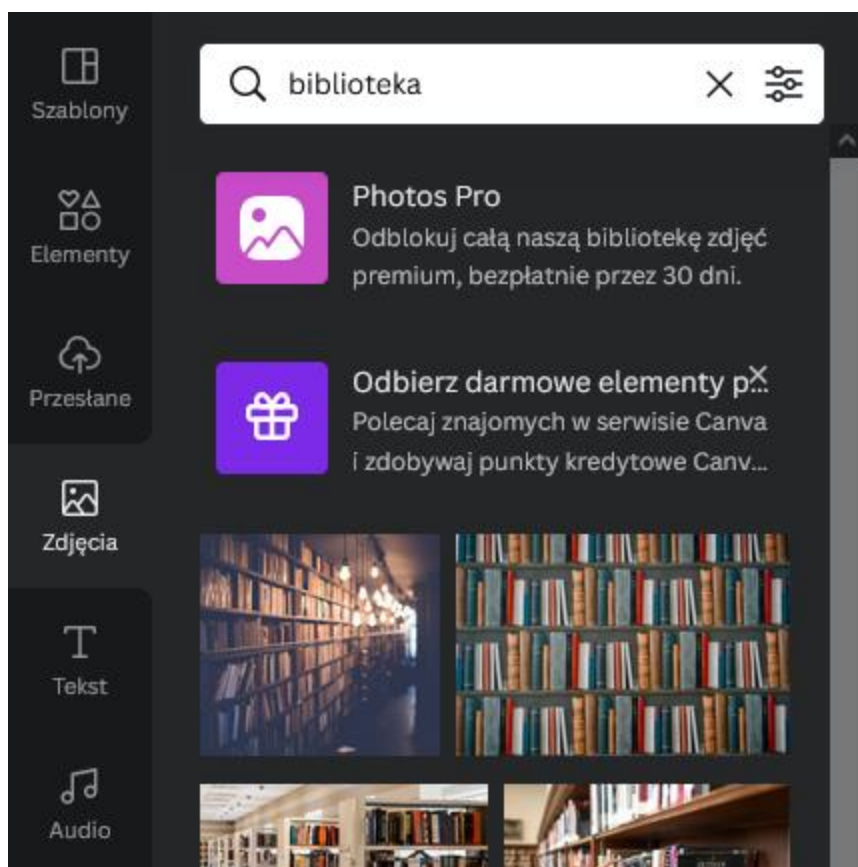 Szablony
Elementy
Przesłane
Zdjęcia
Tekst
Audio
biblioteka
Photos Pro
Odblokuj całą naszą bibliotekę zdjęć
premium, bezpłatnie przez 30 dni.
Odbierz darmowe elementy p...
Polecaj znajomych w serwisie Canva
i zdobywaj punkty kredytowe Canv...